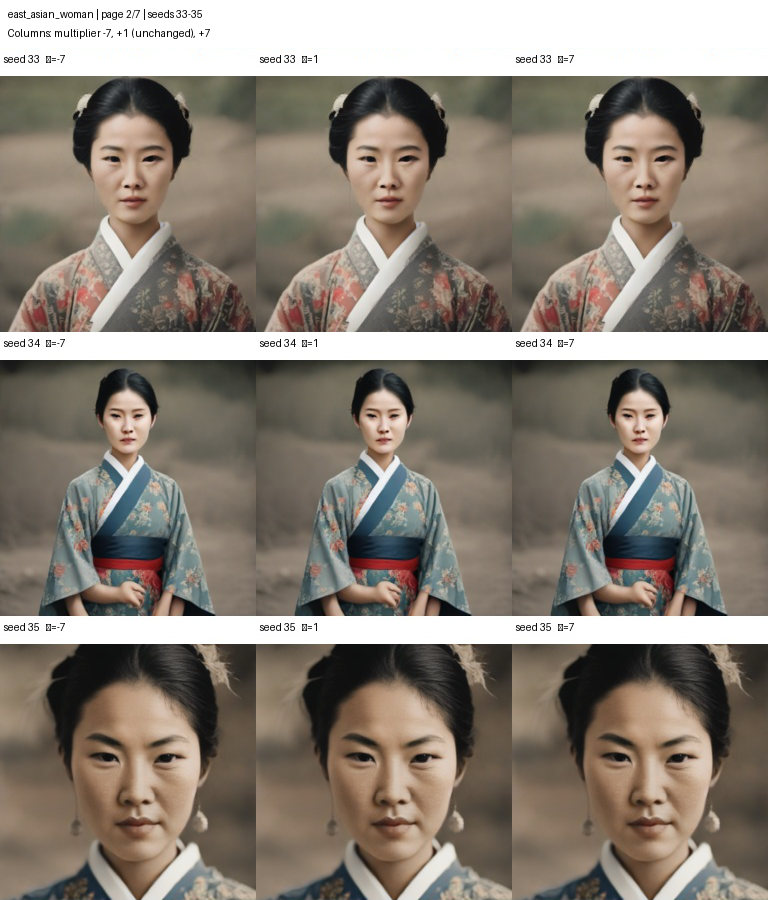 east_asian_woman | page 2/7 | seeds 33-35
Columns: multiplier -7, +1 (unchanged), +7
seed 33 ▯=-7 seed 33 ▯=1 seed 33 ▯=7
seed 34 ▯=-7 seed 34 ▯=1 seed 34 ▯=7
seed 35 ▯=-7 seed 35 ▯=1 seed 35 ▯=7